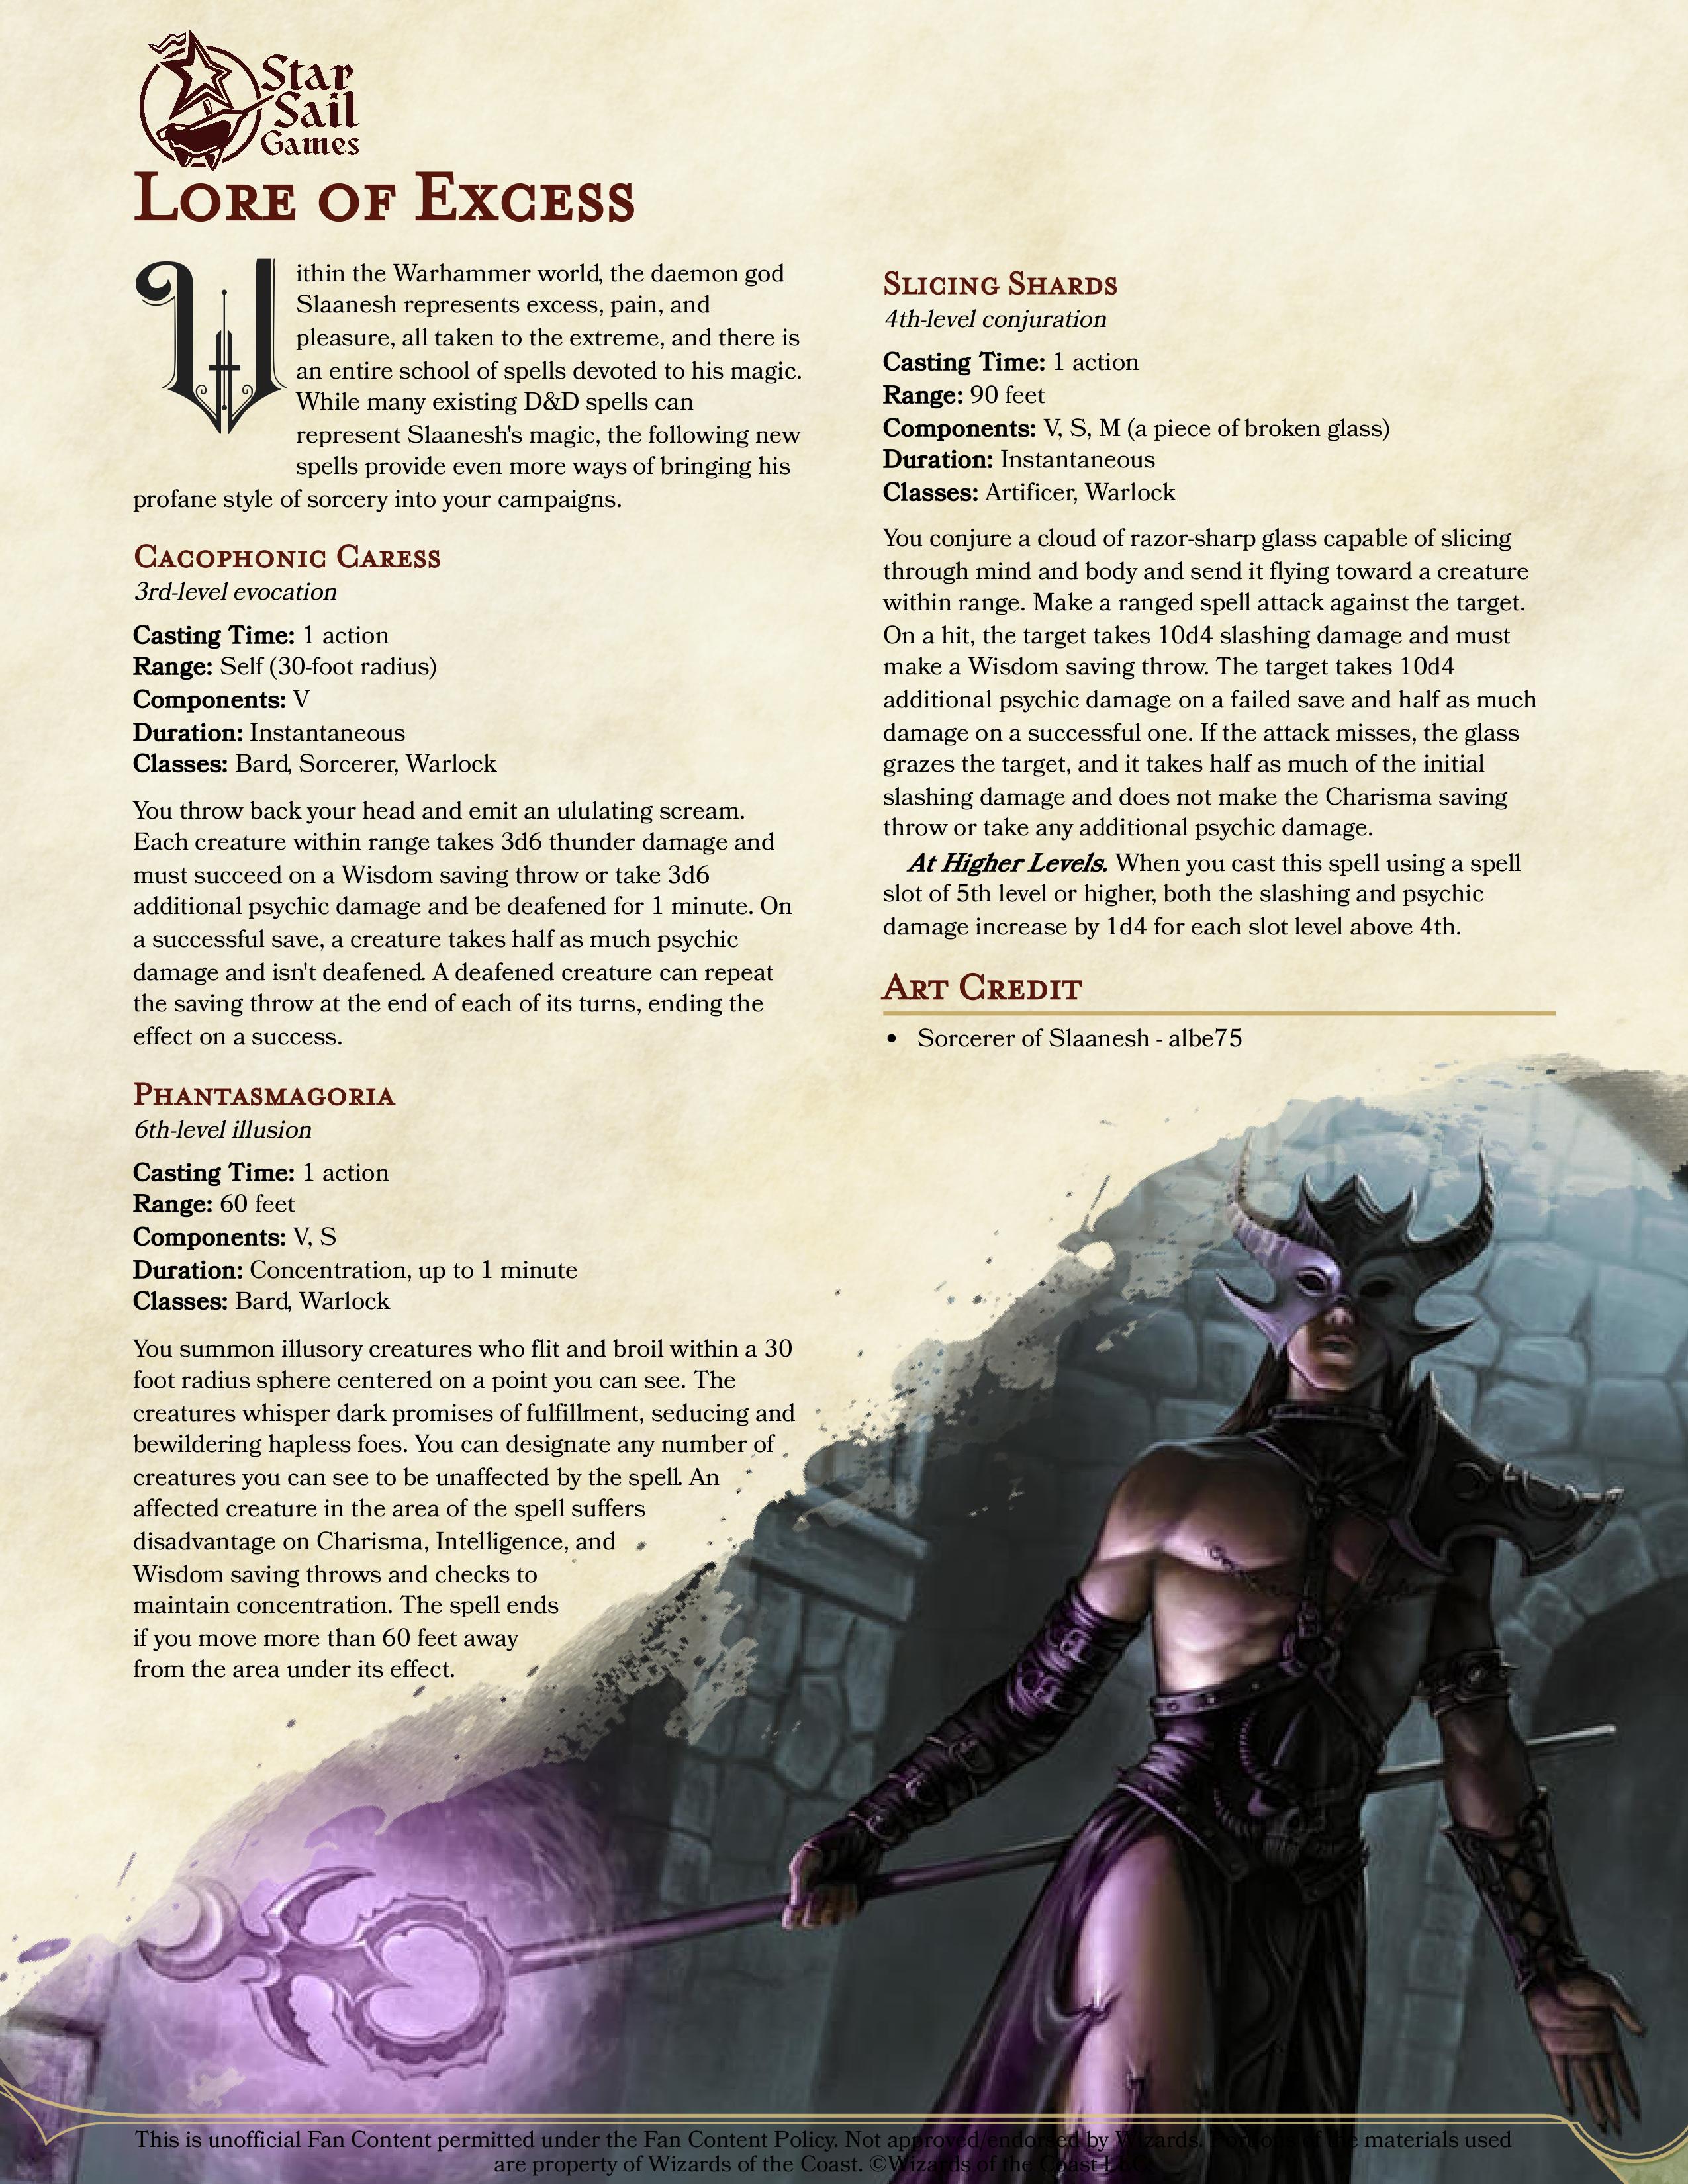 Star
Sail
Games
Lore of Excess
Within the Warhammer world, the daemon god
Slaanesh represents excess, pain, and
pleasure, all taken to the extreme, and there is
an entire school of spells devoted to his magic.
While many existing D&D spells can
represent Slaanesh's magic, the following new
spells provide even more ways of bringing his
profane style of sorcery into your campaigns.
Cacophonic Caress
3rd-level evocation
Casting Time: 1 action
Range: Self (30-foot radius)
Components: V
Duration: Instantaneous
Classes: Bard, Sorcerer, Warlock
You throw back your head and emit an ululating scream.
Each creature within range takes 3d6 thunder damage and
must succeed on a Wisdom saving throw or take 3d6
additional psychic damage and be deafened for 1 minute. On
a successful save, a creature takes half as much psychic
damage and isn't deafened. A deafened creature can repeat
the saving throw at the end of each of its turns, ending the
effect on a success.
Phantasmagoria
6th-level illusion
Casting Time: 1 action
Range: 60 feet
Components: V, S
Duration: Concentration, up to 1 minute
Classes: Bard, Warlock
You summon illusory creatures who flit and broil within a 30
foot radius sphere centered on a point you can see. The
creatures whisper dark promises of fulfillment, seducing and
bewildering hapless foes. You can designate any number of
creatures you can see to be unaffected by the spell. An
affected creature in the area of the spell suffers
disadvantage on Charisma, Intelligence, and
Wisdom saving throws and checks to
maintain concentration. The spell ends
if you move more than 60 feet away
from the area under its effect.
Slicing Shards
4th-level conjuration
Casting Time: 1 action
Range: 90 feet
Components: V, S, M (a piece of broken glass)
Duration: Instantaneous
Classes: Artificer, Warlock
You conjure a cloud of razor-sharp glass capable of slicing
through mind and body and send it flying toward a creature
within range. Make a ranged spell attack against the target.
On a hit, the target takes 10d4 slashing damage and must
make a Wisdom saving throw. The target takes 10d4
additional psychic damage on a failed save and half as much
damage on a successful one. If the attack misses, the glass
grazes the target, and it takes half as much of the initial
slashing damage and does not make the Charisma saving
throw or take any additional psychic damage.
At Higher Levels. When you cast this spell using a spell
slot of 5th level or higher, both the slashing and psychic
damage increase by 1d4 for each slot level above 4th.
Art Credit
• Sorcerer of Slaanesh - albe75
This is unofficial Fan Content permitted under the Fan Content Policy. Not approved/endorsed by Wizards. Portions of the materials used
are property of Wizards of the Coast. ©Wizards of the Coast LLC.